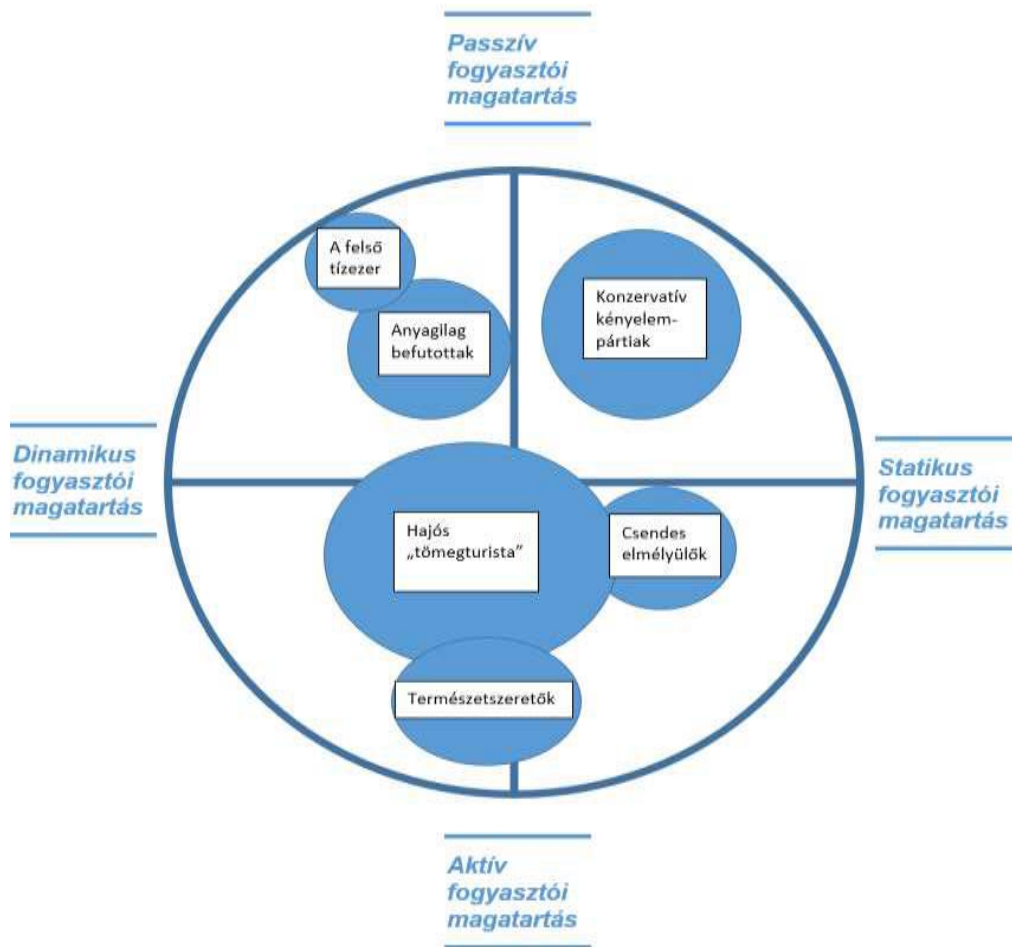 Passzív
fogyasztói
magatartás
A felső
tízezer
Anyagilag
befutottak
Konzervatív
kényelem-
pártiak
Dinamikus
fogyasztói
magatartás
Statikus
fogyasztói
magatartás
Hajós
„tömegturista”
Csendes
elmélyülők
Természetszeretők
Aktív
fogyasztói
magatartás